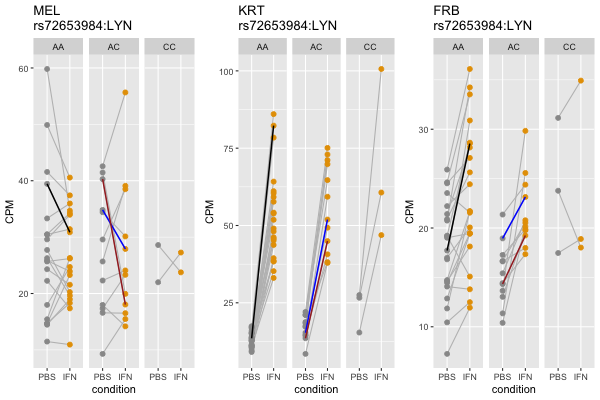 MEL
rs72653984:LYN
AA AC CC
60
40
20
CPM
PBS IFN PBS IFN PBS IFN
condition
KRT
rs72653984:LYN
AA AC CC
100
75
50
25
CPM
PBS IFN PBS IFN PBS IFN
condition
FRB
rs72653984:LYN
AA AC CC
30
20
10
CPM
PBS IFN PBS IFN PBS IFN
condition